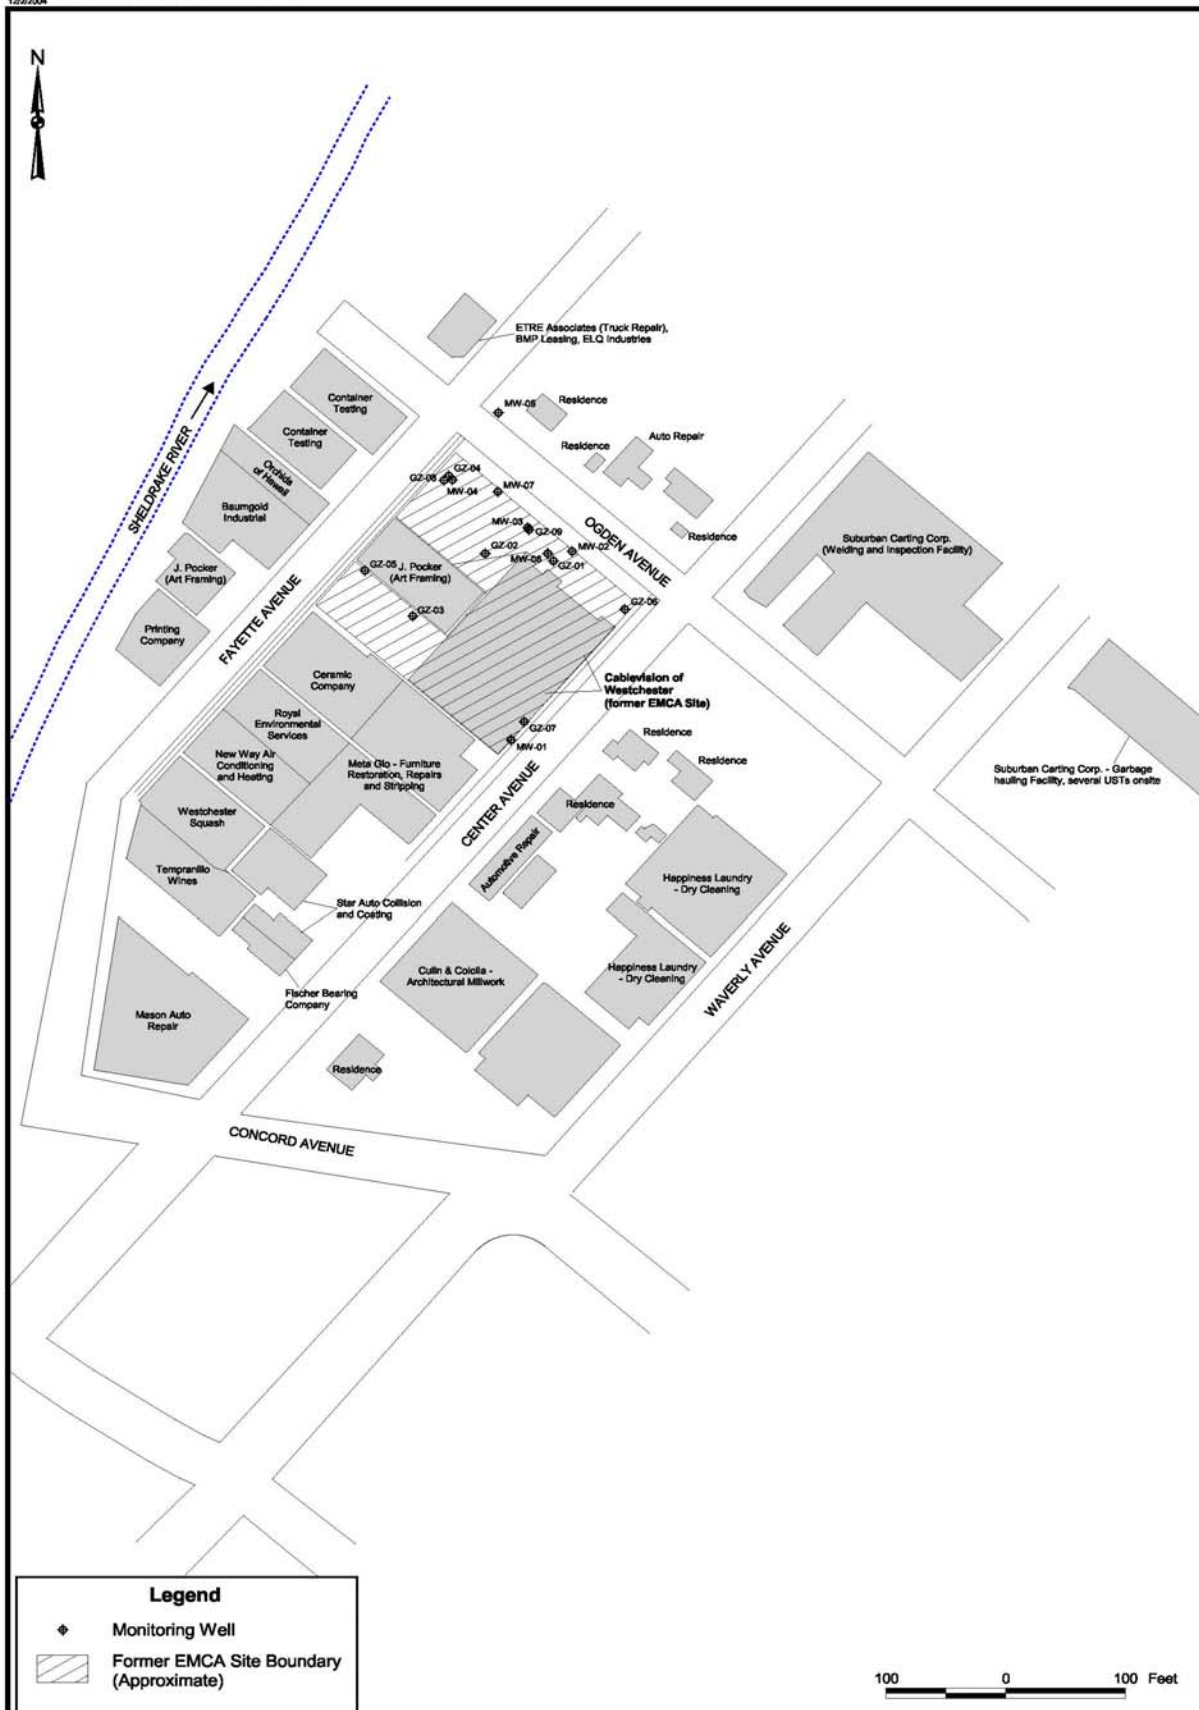 12/2/2004
N
ETRE Associates (Truck Repair),
BMP Leasing, ELQ Industries
Container
Testing
Container
Testing
Orchids
of Hawaii
Baumgold
Industrial
J. Pocker
(Art Framing)
Printing
Company
SHELDRAKE RIVER
FAYETTE AVENUE
Residence
Residence
Auto Repair
Residence
OGDEN AVENUE
Suburban Carting Corp.
(Welding and Inspection Facility)
GZ-04
MW-04
MW-07
MW-03
GZ-09
MW-02
GZ-02
GZ-01
GZ-05
J. Pocker
(Art Framing)
GZ-03
GZ-06
Cablevision of
Westchester
(former EMCA Site)
GZ-07
MW-01
Ceramic
Company
Royal
Environmental
Services
New Way Air
Conditioning
and Heating
Meta Glo - Furniture
Restoration, Repairs
and Stripping
Westchester
Squash
Tempranillo
Wines
Star Auto Collision
and Coating
Fischer Bearing
Company
Mason Auto
Repair
CENTER AVENUE
Residence
Residence
Residence
Automotive Repair
Happiness Laundry
- Dry Cleaning
Happiness Laundry
- Dry Cleaning
Culin & Colella -
Architectural Millwork
Residence
WAVERLY AVENUE
CONCORD AVENUE
Suburban Carting Corp. - Garbage
hauling Facility, several USTs onsite
Legend
Monitoring Well
Former EMCA Site Boundary
(Approximate)
100 0 100 Feet